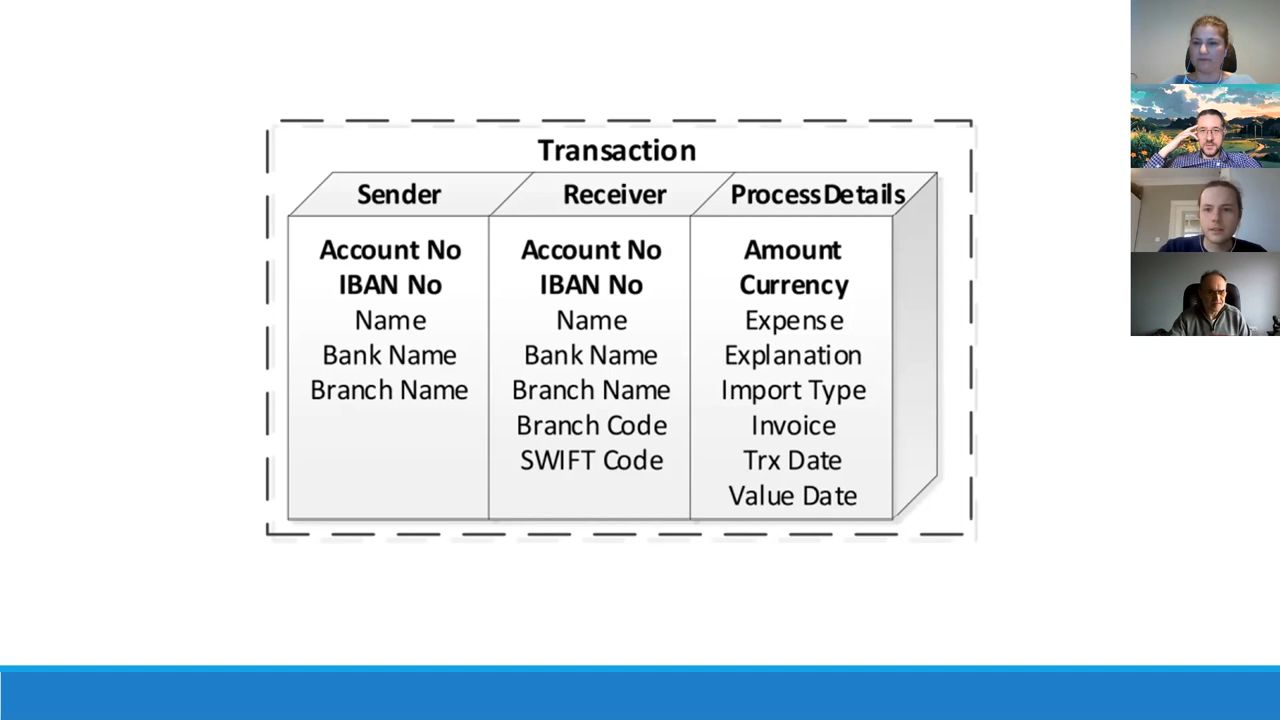 Transaction
Sender
Receiver
ProcessDetails
Account No
IBAN No
Name
Bank Name
Branch Name
Account No
IBAN No
Name
Bank Name
Branch Name
Branch Code
SWIFT Code
Amount
Currency
Expense
Explanation
Import Type
Invoice
Trx Date
Value Date